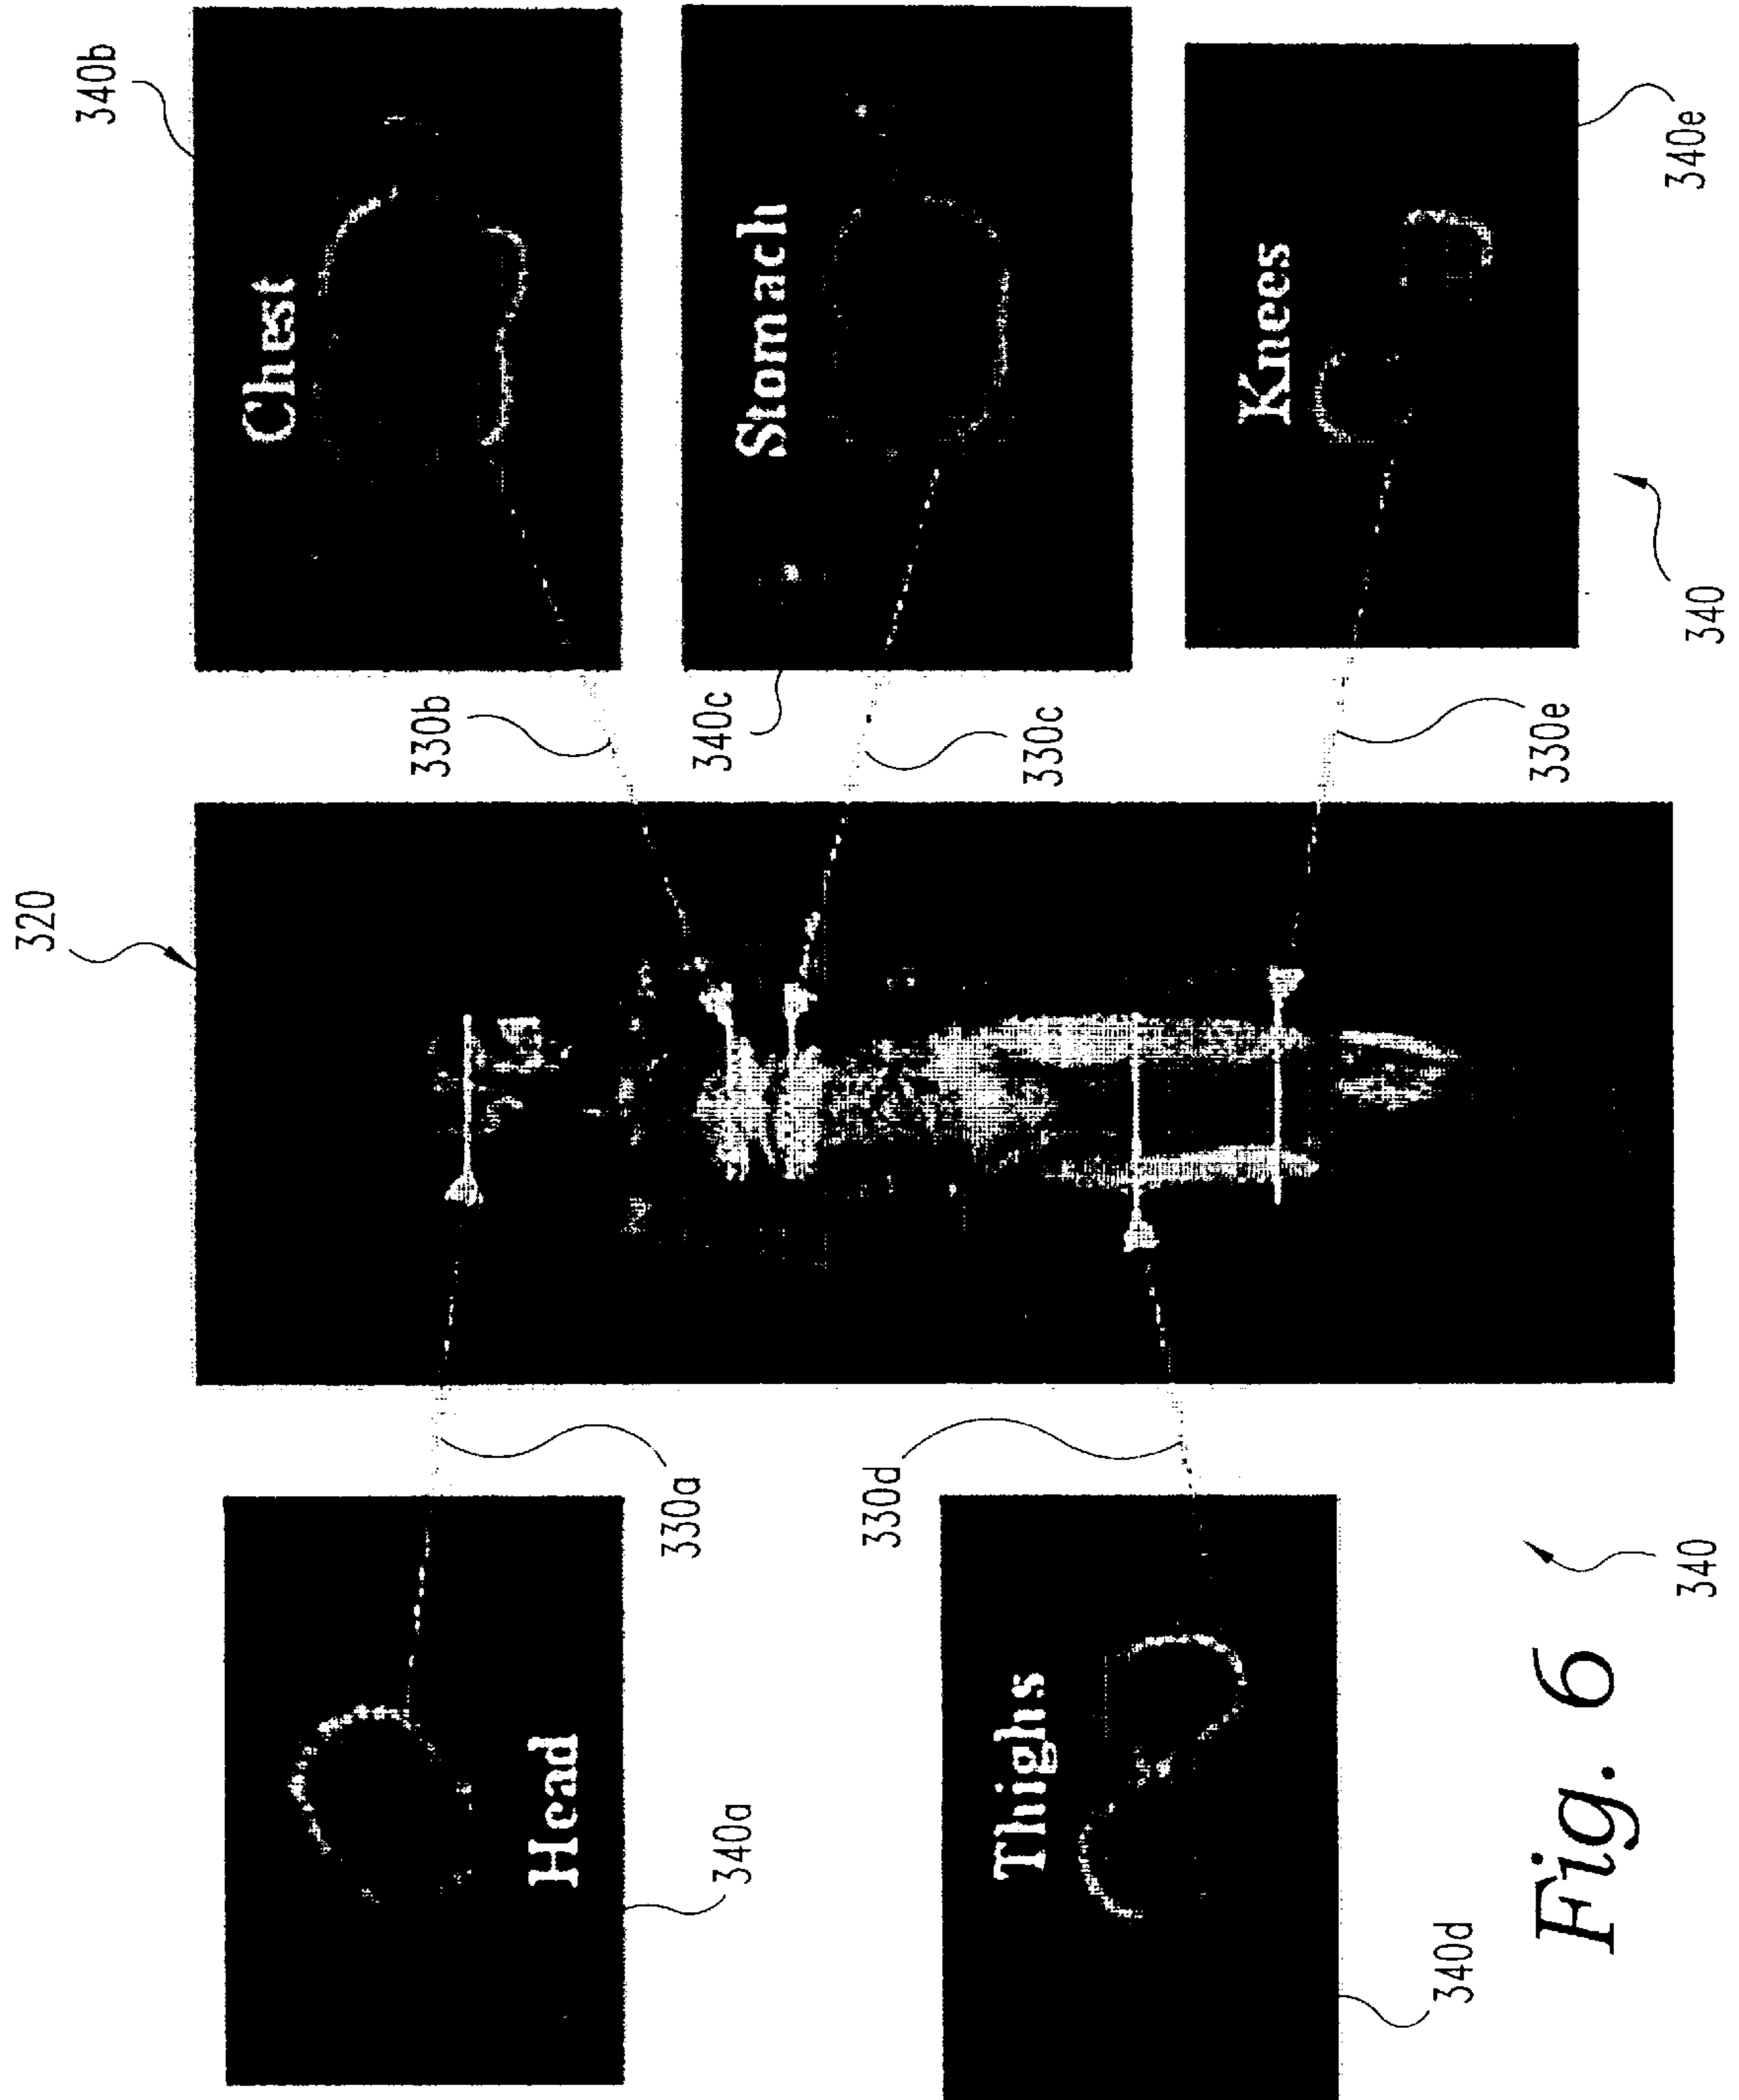 320
340b
Chest
330b
340c
Stomach
330c
Knees
340e
330e
340
Head
340a
330a
Thighs
330d
340d
340
Fig. 6